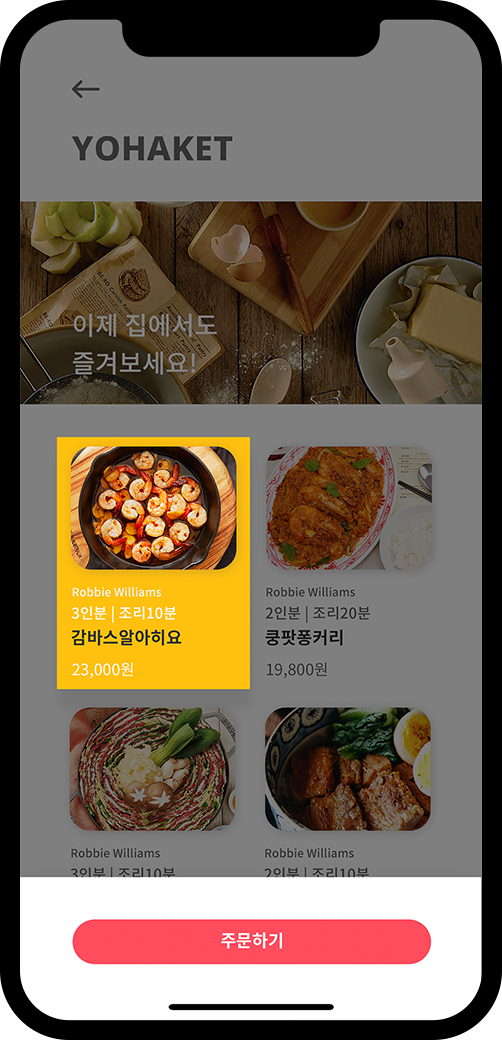 YOHAKET
이제 집에서도
즐겨보세요!
Robbie Williams
3인분 | 조리10분
감바스알아히요
23,000원
Robbie Williams
2인분 | 조리20분
쿵팟퐁커리
19,800원
Robbie Williams
3인분 | 조리10분
Robbie Williams
2인분 | 조리10분
주문하기